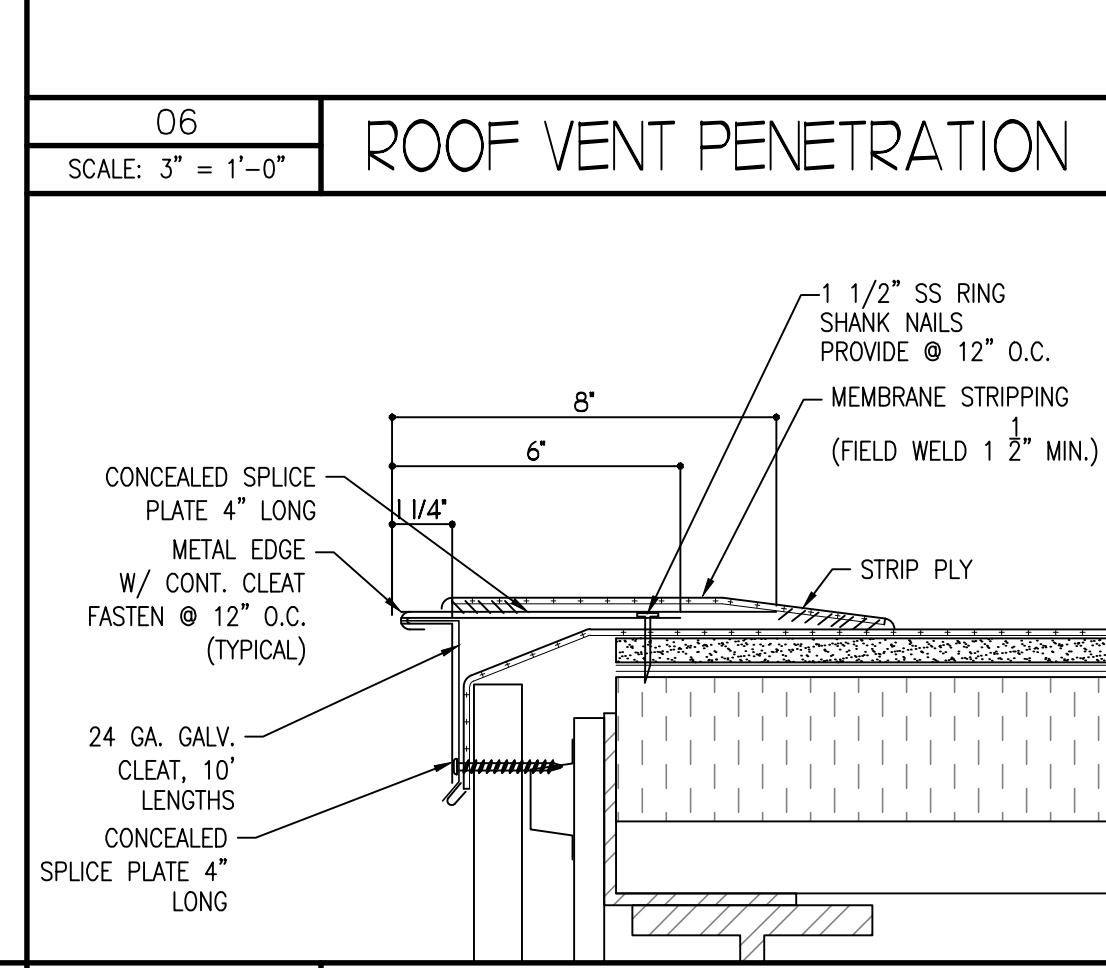 06
SCALE: 3" = 1'-0"
ROOF VENT PENETRATION
1 1/2" SS RING
SHANK NAILS
PROVIDE @ 12" O.C.
MEMBRANE STRIPPING
(FIELD WELD 1 1/2" MIN.)
8"
6"
1 1/4"
CONCEALED SPLICE
PLATE 4" LONG
METAL EDGE
W/ CONT. CLEAT
FASTEN @ 12" O.C.
(TYPICAL)
STRIP PLY
24 GA. GALV.
CLEAT, 10'
LENGTHS
CONCEALED
SPLICE PLATE 4"
LONG